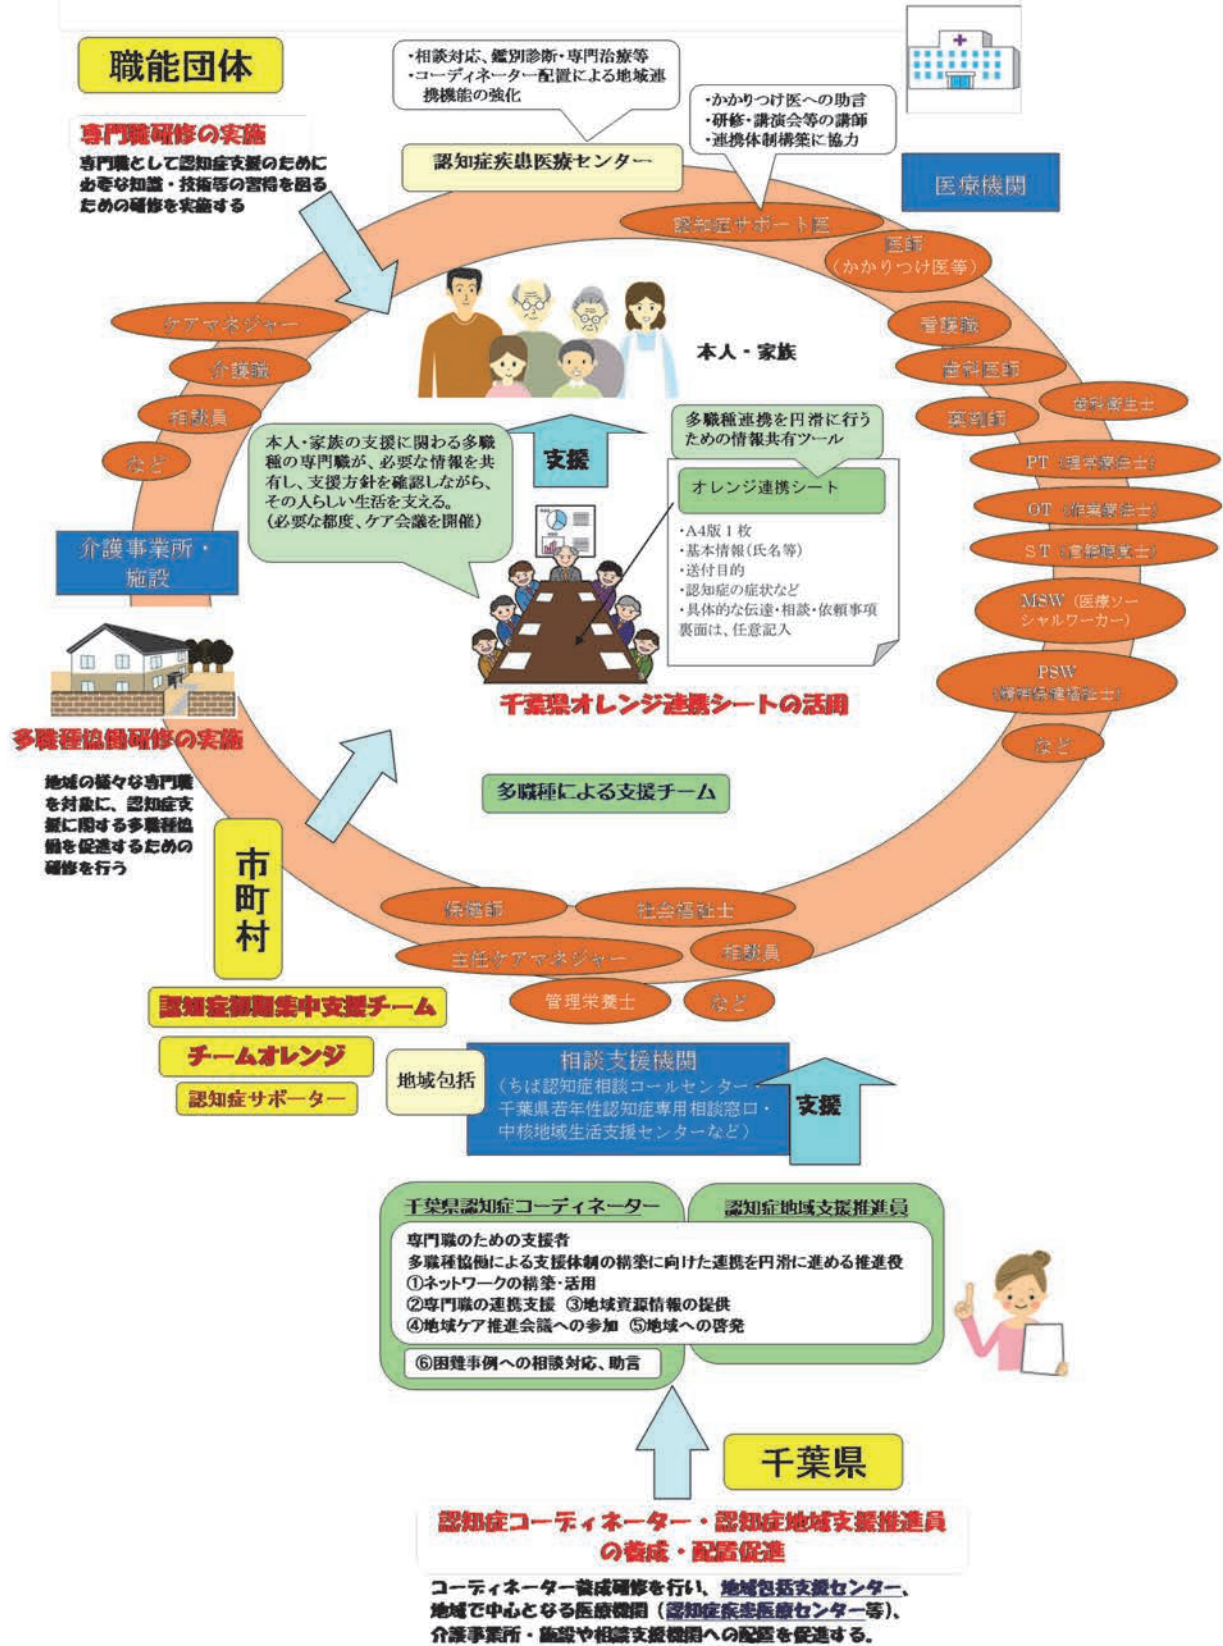 職能団体
専門職研修の実施
専門職として認知症支援のために
必要な知識・技術等の習得を図る
ための研修を実施する
・相談対応、鑑別診断・専門治療等
・コーディネーター配置による地域連
携機能の強化
認知症疾患医療センター
・かかりつけ医への助言
・研修・講演会等の講師
・連携体制構築に協力
医療機関
認知症サポート医
医師
(かかりつけ医等)
看護職
歯科医師
薬剤師
歯科衛生士
PT(理学療法士)
OT(作業療法士)
ST(言語聴覚士)
MSW(医療ソー
シャルワーカー)
PSW
(精神保健福祉士)
など
ケアマネジャー
介護職
相談員
など
介護事業所・
施設
本人・家族
本人・家族の支援に関わる多職
種の専門職が、必要な情報を共
有し、支援方針を確認しながら、
その人らしい生活を支える。
(必要な都度、ケア会議を開催)
支援
多職種連携を円滑に行う
ための情報共有ツール
オレンジ連携シート
・A4版1枚
・基本情報(氏名等)
・送付目的
・認知症の症状など
・具体的な伝達・相談・依頼事項
裏面は、任意記入
千葉県オレンジ連携シートの活用
多職種協働研修の実施
地域の様々な専門職
を対象に、認知症支
援に関する多職種協
働を促進するための
研修を行う
多職種による支援チーム
市町村
認知症初期集中支援チーム
チームオレンジ
認知症サポーター
保健師
社会福祉士
主任ケアマネジャー
相談員
管理栄養士
など
地域包括
相談支援機関
(ちば認知症相談コールセンター・
千葉県若年性認知症専用相談窓口・
中核地域生活支援センターなど)
支援
千葉県認知症コーディネーター
認知症地域支援推進員
専門職のための支援者
多職種協働による支援体制の構築に向けた連携を円滑に進める推進役
①ネットワークの構築・活用
②専門職の連携支援 ③地域資源情報の提供
④地域ケア推進会議への参加 ⑤地域への啓発
⑥困難事例への相談対応、助言
千葉県
認知症コーディネーター・認知症地域支援推進員
の養成・配置促進
コーディネーター養成研修を行い、地域包括支援センター、
地域で中心となる医療機関(認知症疾患医療センター等)、
介護事業所・施設や相談支援機関への配置を促進する。